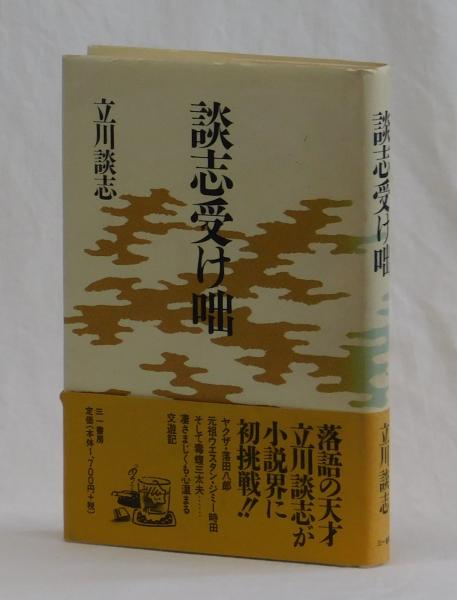 談志受け咄
立川談志
落語の天才
立川談志が
小説界に
初挑戦!!
ヤクザ・落田八郎
元祖ウエスタン・ジミー時田
そして毒蝮三太夫……
凄さまじくも心温まる
交遊記
三一書房
定価(本体1,700円+税)
談志受け咄
立川談志